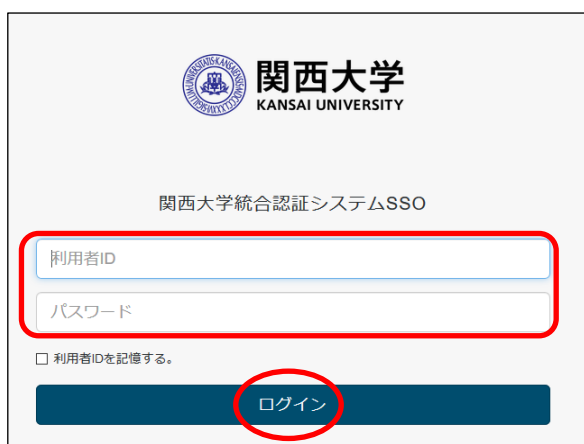 関西大学
KANSAI UNIVERSITY
関西大学統合認証システムSSO
利用者ID
パスワード
利用者IDを記憶する。
ログイン